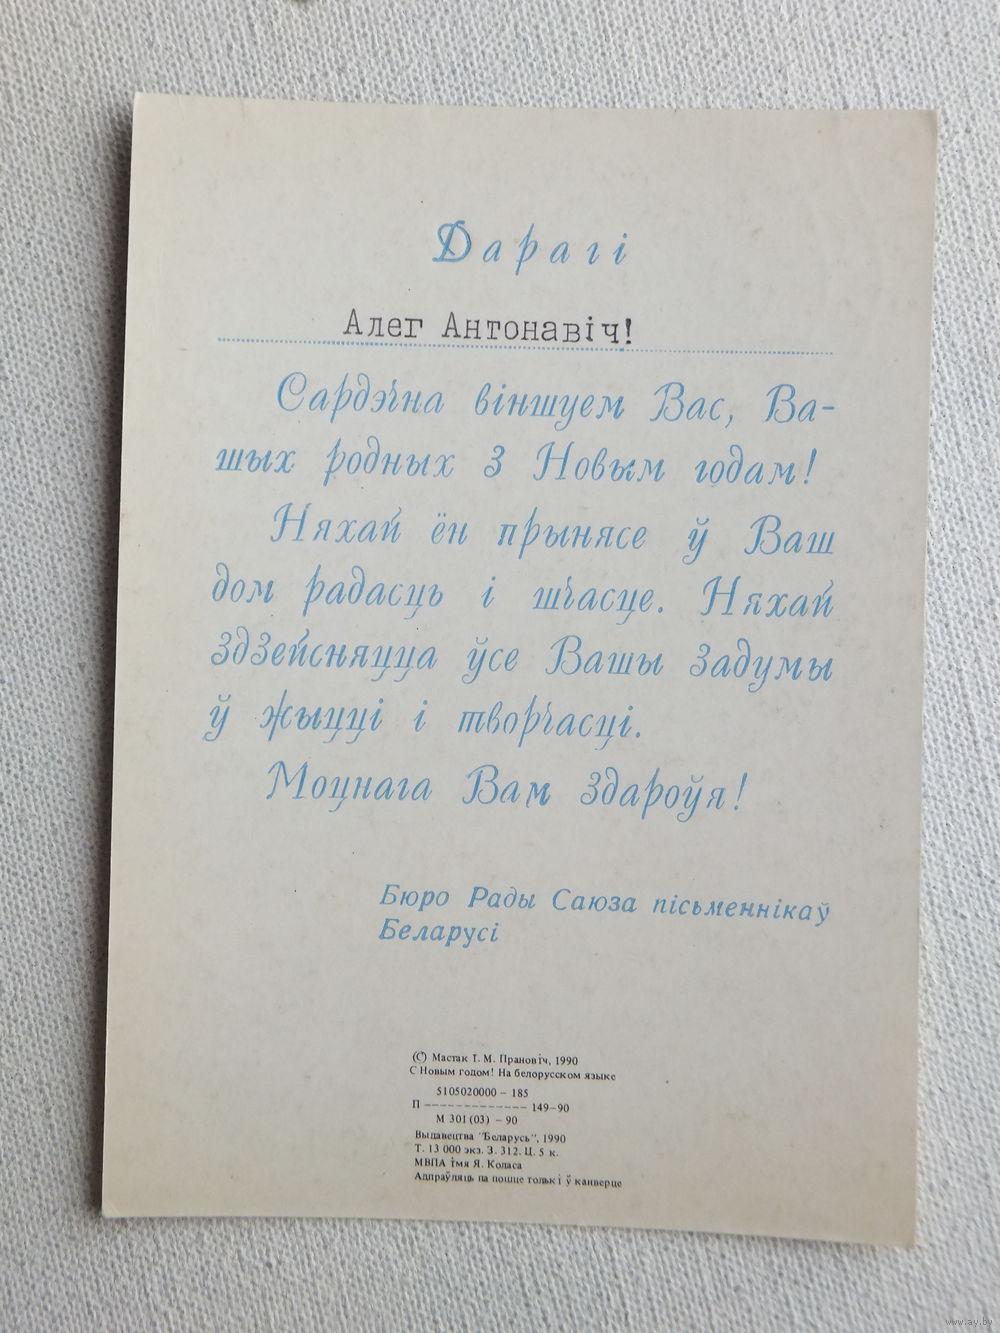 Дарагі
Алег Антонавіч!
Сардэчна віншуем Вас, Ва-
шых родных з Новым годам!
Няхай ён прынясе ў Ваш
дом радасць і шчасце. Няхай
здзейсняцца ўсе Вашы задумы
ў жыцці і творчасці.
Моцнага Вам здароўя!
Бюро Рады Саюза пісьменнікаў
Беларусі
© Мастак І. М. Прановіч, 1990
С Новым годом! На белорусском языке
5105020000 – 185
П ––––––––––––– 149–90
М 301(03) – 90
Выдавецтва "Беларусь", 1990
Т. 13 000 экз. З. 312. Ц. 5 к.
МВПА імя Я. Коласа
Адпраўляць па пошце толькі ў канверце
www.ay.by